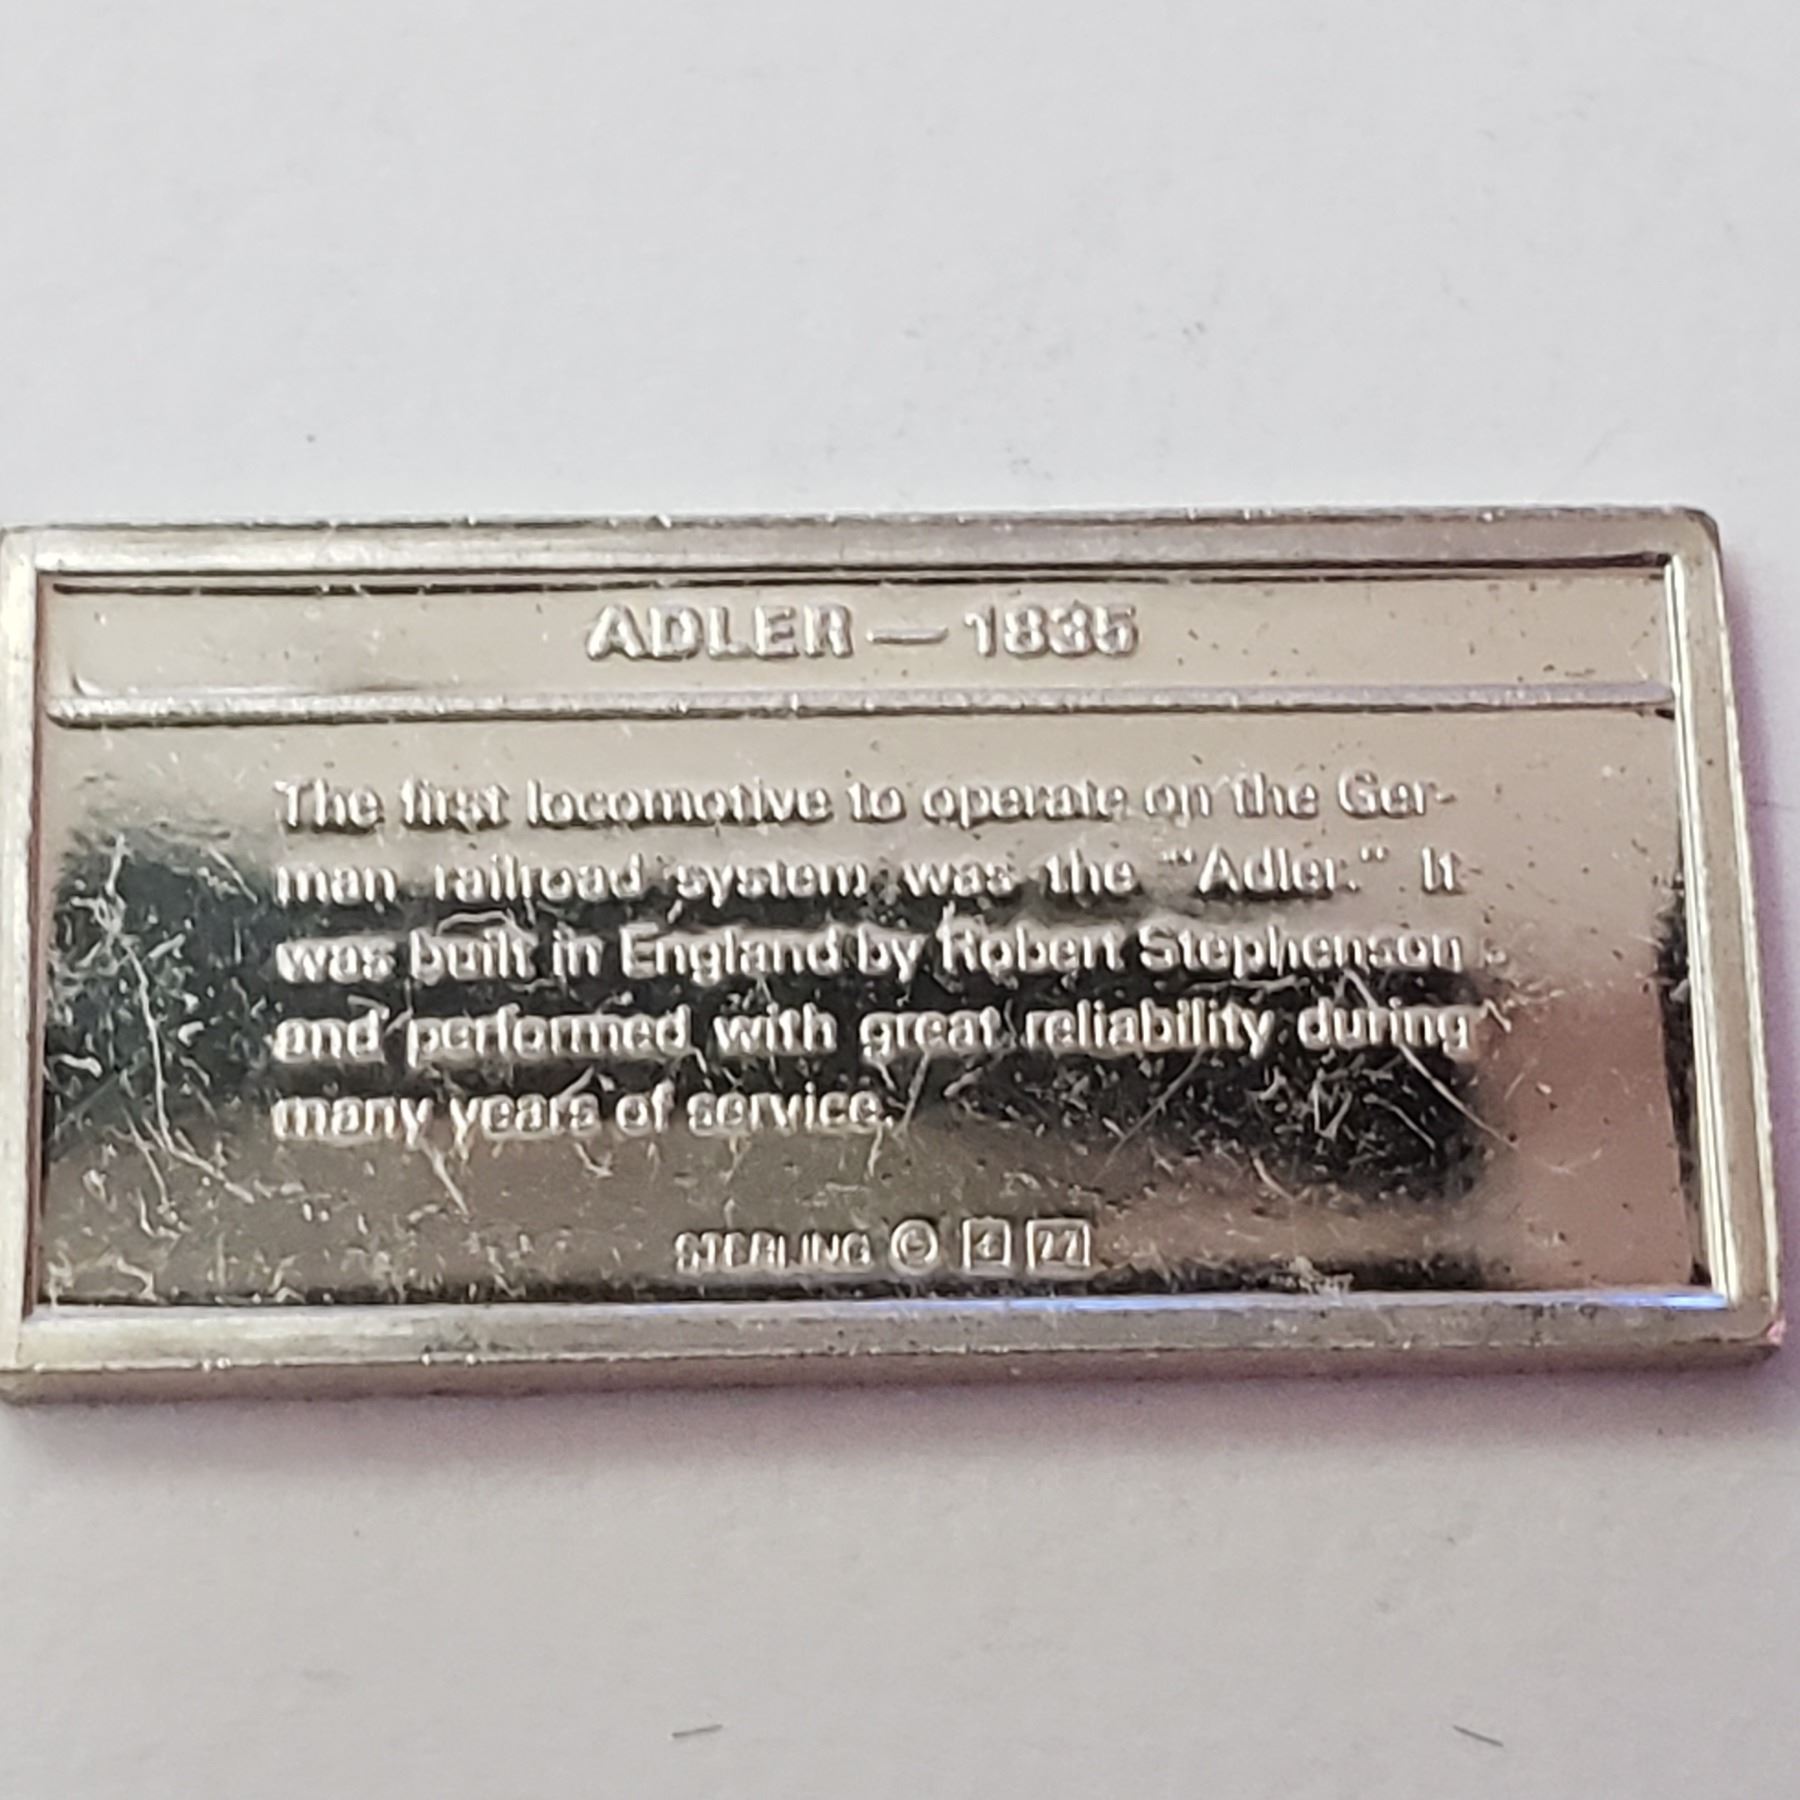 ADLER — 1835
The first locomotive to operate on the Ger-
man railroad system was the "Adler." It
was built in England by Robert Stephenson
and performed with great reliability during
many years of service.
STERLING © 77